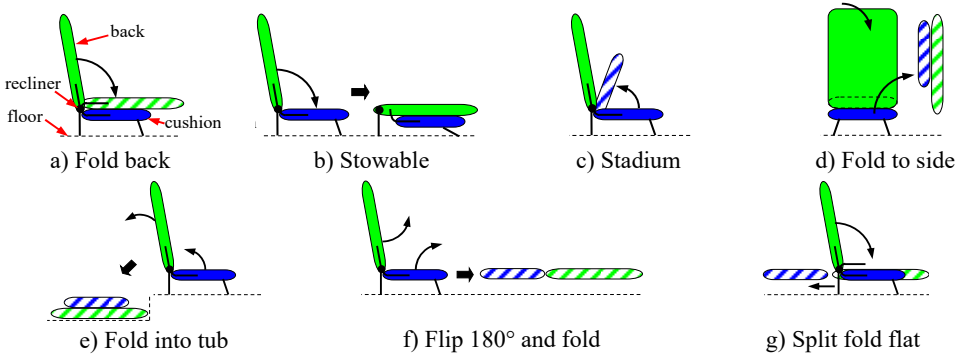 back
recliner
floor
cushion
a) Fold back
b) Stowable
c) Stadium
d) Fold to side
e) Fold into tub
f) Flip 180° and fold
g) Split fold flat